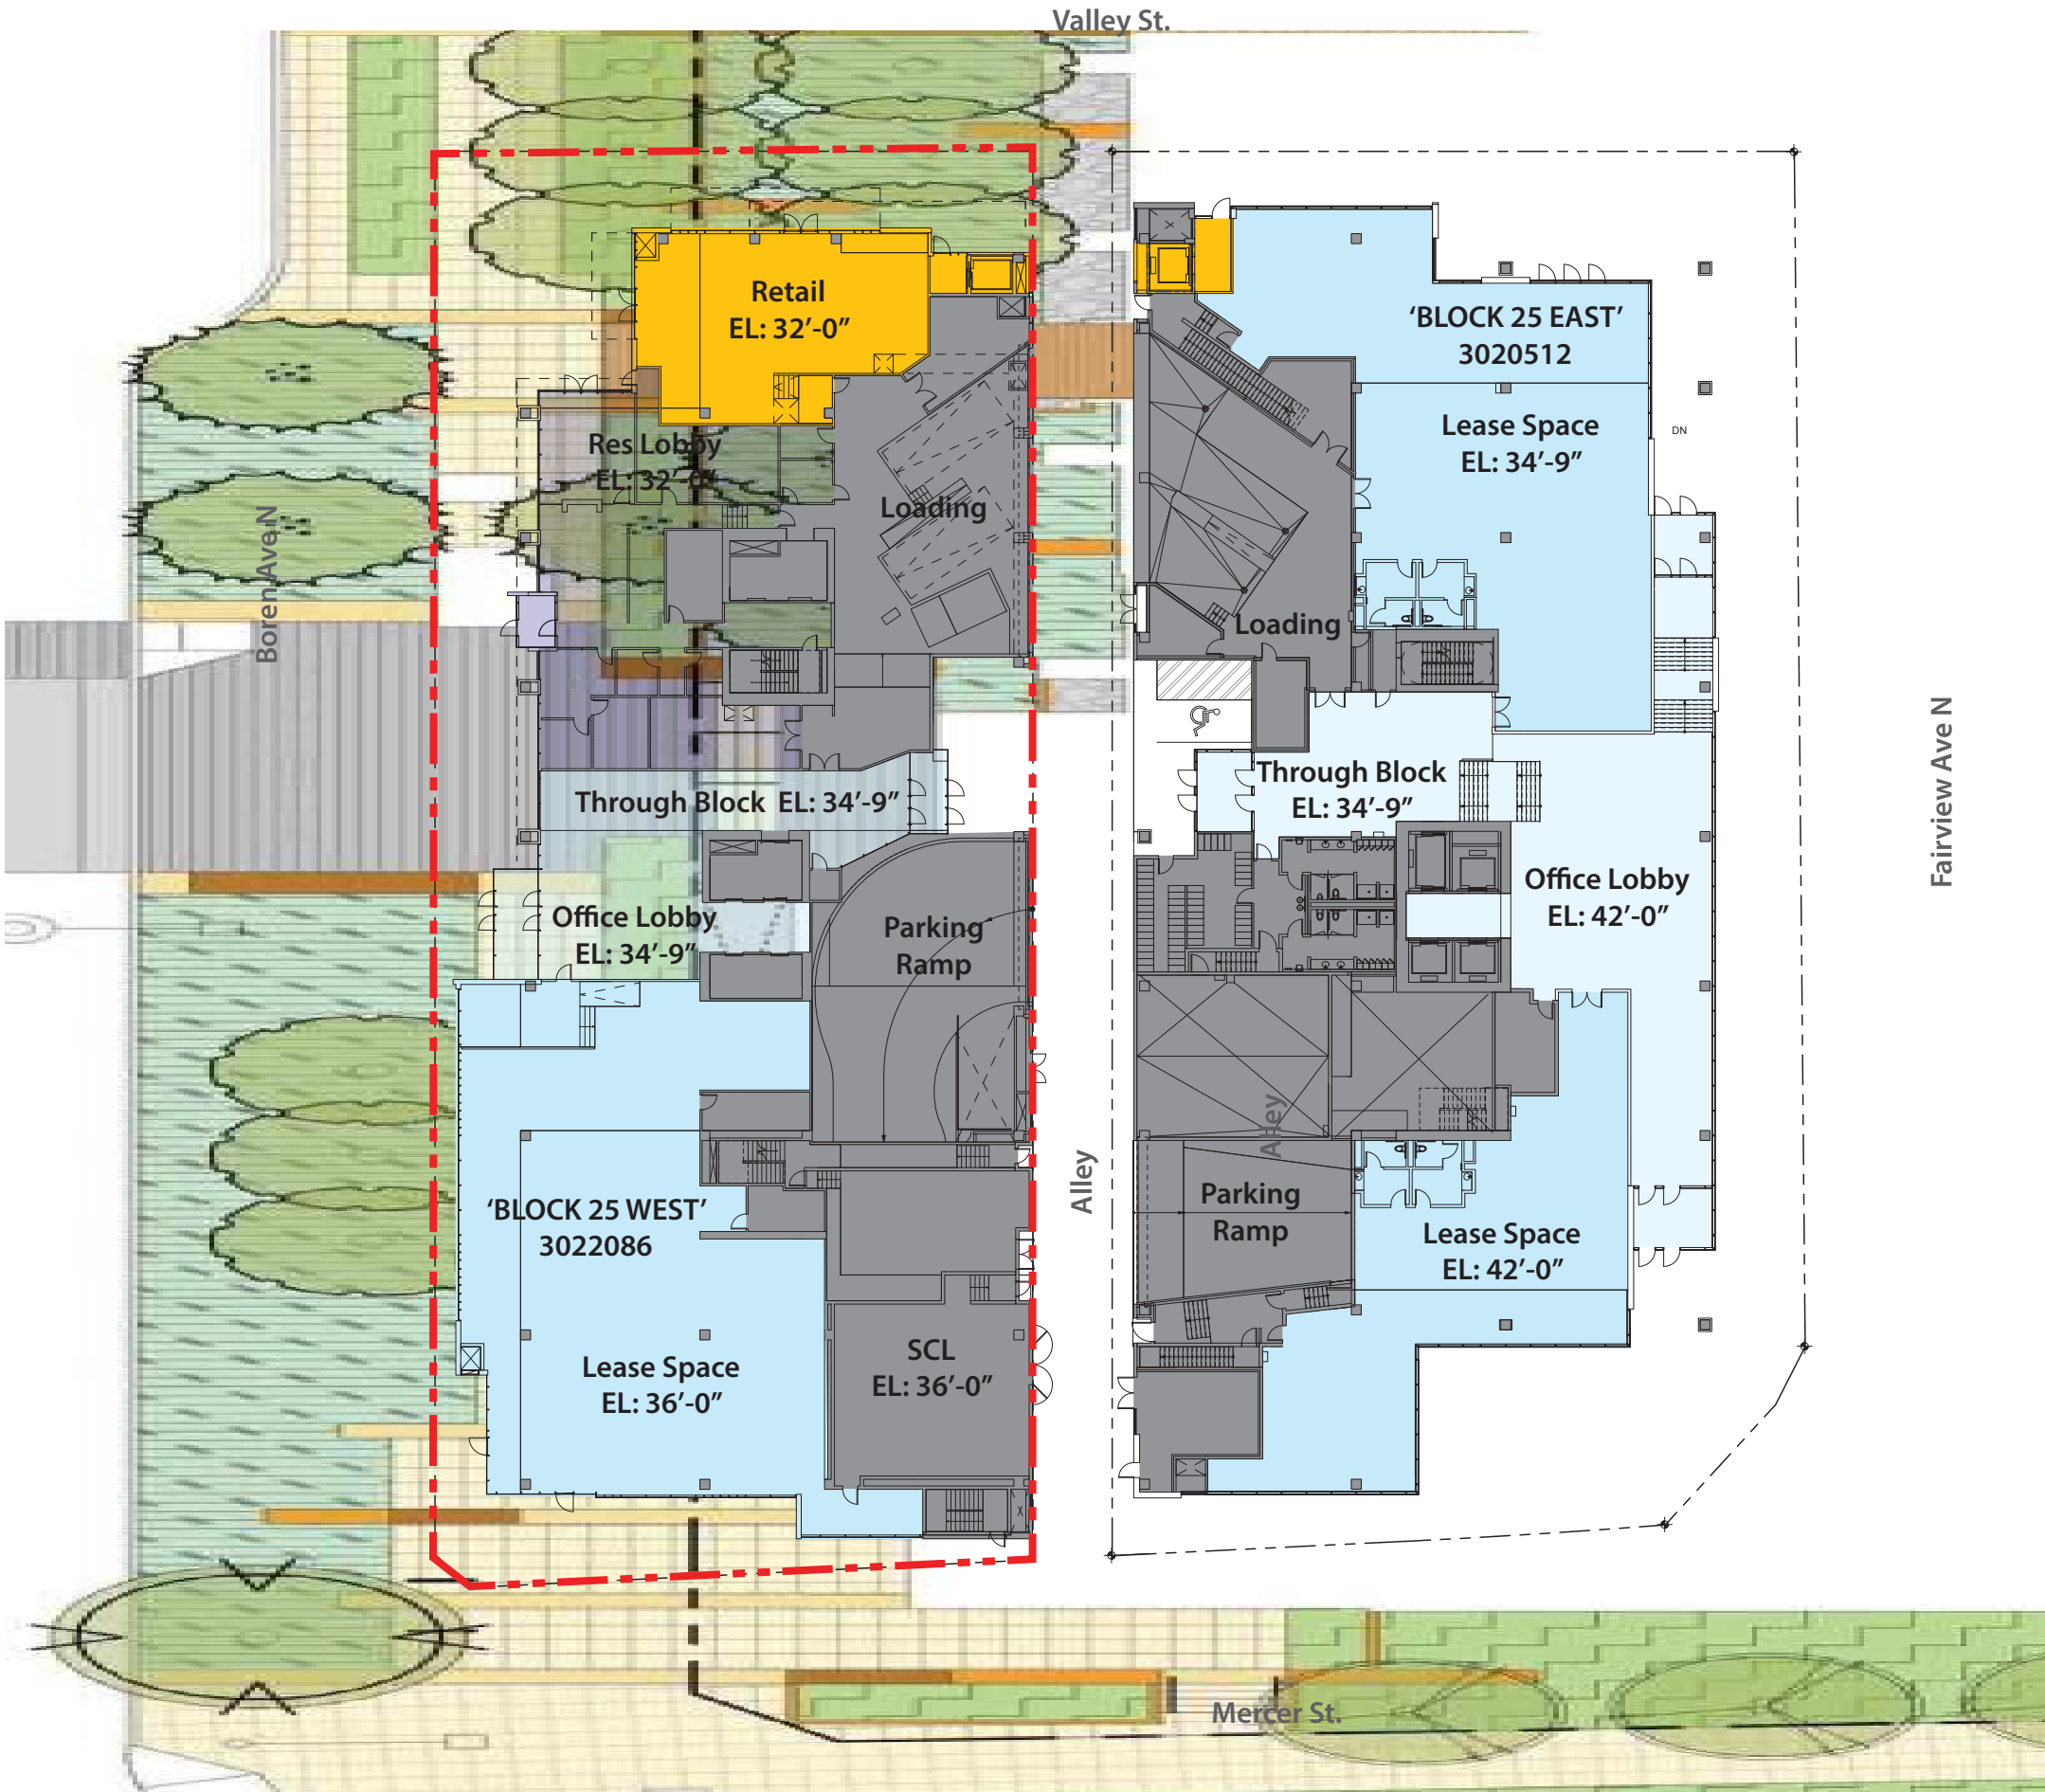 Valley St.
Retail
EL: 32’-0”
‘BLOCK 25 EAST’
3020512
Lease Space
EL: 34’-9”
DN
Res Lobby
EL: 32’-0”
Loading
Boren Ave N
Loading
Fairview Ave N
Through Block EL: 34’-9”
Through Block
EL: 34’-9”
Office Lobby
EL: 34’-9”
Parking
Ramp
Office Lobby
EL: 42’-0”
Alley
Alley
‘BLOCK 25 WEST’
3022086
Parking
Ramp
Lease Space
EL: 42’-0”
Lease Space
EL: 36’-0”
SCL
EL: 36’-0”
Mercer St.